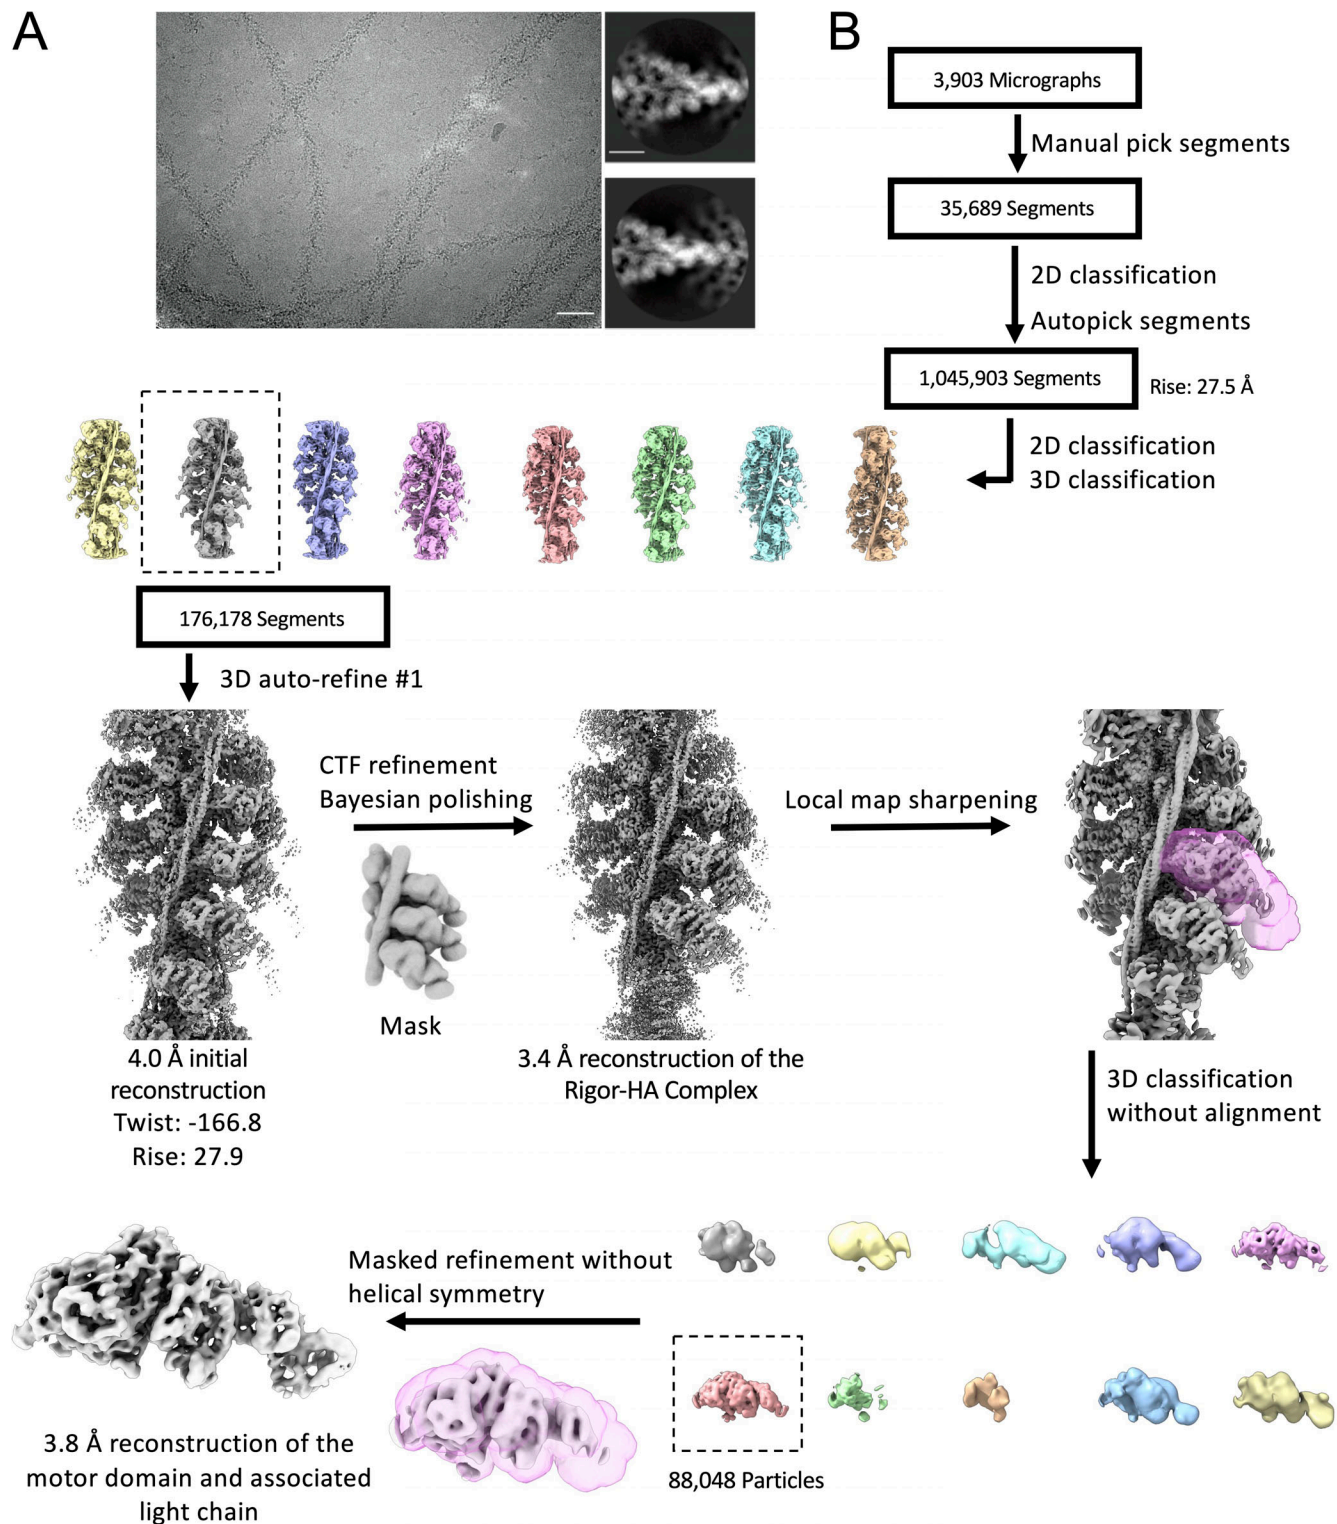 A
B
3,903 Micrographs
Manual pick segments
35,689 Segments
2D classification
Autopick segments
1,045,903 Segments
Rise: 27.5 Å
2D classification
3D classification
176,178 Segments
3D auto-refine #1
CTF refinement
Bayesian polishing
Local map sharpening
Mask
4.0 Å initial
reconstruction
Twist: -166.8
Rise: 27.9
3.4 Å reconstruction of the
Rigor-HA Complex
3D classification
without alignment
Masked refinement without
helical symmetry
88,048 Particles
3.8 Å reconstruction of the
motor domain and associated
light chain